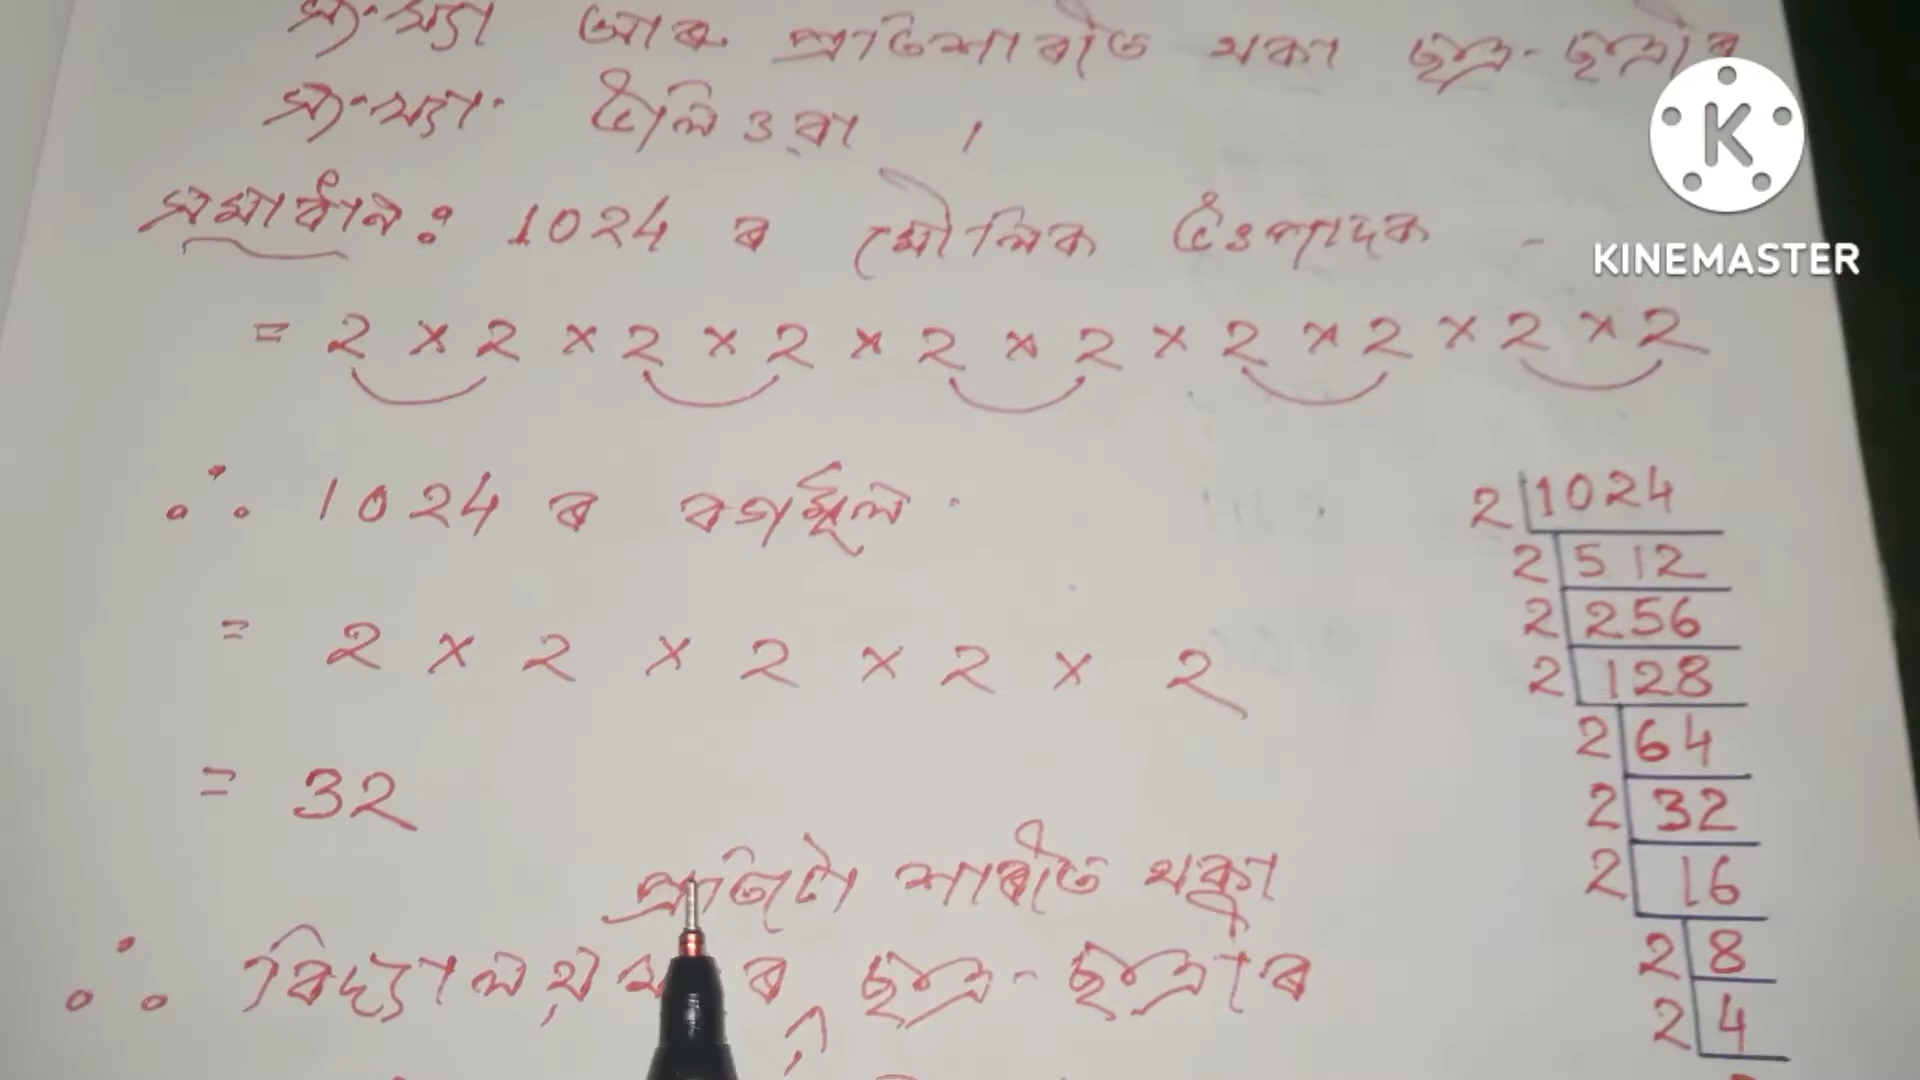 সংখ্যা আৰু প্ৰতিশাৰীত থকা ছাত্ৰ-ছাত্ৰীৰ
সংখ্যা উলিওৱা ।
সমাধান: 1024 ৰ মৌলিক উৎপাদক -
= 2 × 2 × 2 × 2 × 2 × 2 × 2 × 2 × 2 × 2
∴ 1024 ৰ বৰ্গমূল
= 2 × 2 × 2 × 2 × 2
= 32
প্ৰতিটো শাৰীত থকা
∴ বিদ্যালয় ৰ ছাত্ৰ-ছাত্ৰীৰ
2 1024
2 512
2 256
2 128
2 64
2 32
2 16
2 8
2 4
K
KINEMASTER